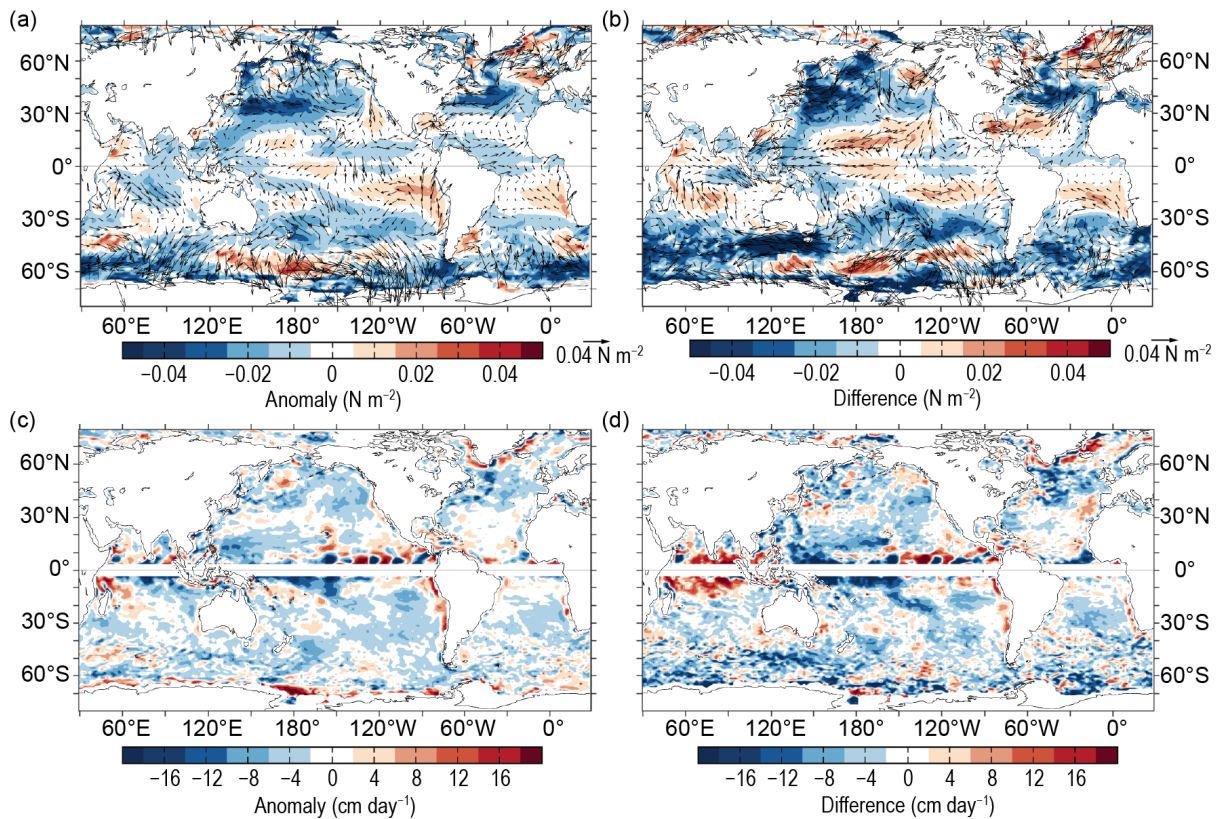 (a)
(b)
60°N
30°N
0°
30°S
60°S
60°N
30°N
0°
30°S
60°S
60°E 120°E 180° 120°W 60°W 0°
60°E 120°E 180° 120°W 60°W 0°
0.04 N m⁻²
0.04 N m⁻²
−0.04 −0.02 0 0.02 0.04
−0.04 −0.02 0 0.02 0.04
Anomaly (N m⁻²)
Difference (N m⁻²)
(c)
(d)
60°N
30°N
0°
30°S
60°S
60°N
30°N
0°
30°S
60°S
60°E 120°E 180° 120°W 60°W 0°
60°E 120°E 180° 120°W 60°W 0°
−16 −12 −8 −4 0 4 8 12 16
−16 −12 −8 −4 0 4 8 12 16
Anomaly (cm day⁻¹)
Difference (cm day⁻¹)